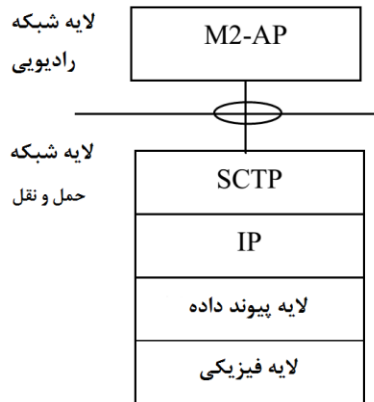 لایه شبکه
رادیویی
M2-AP
لایه شبکه
حمل و نقل
SCTP
IP
لایه پیوند داده
لایه فیزیکی